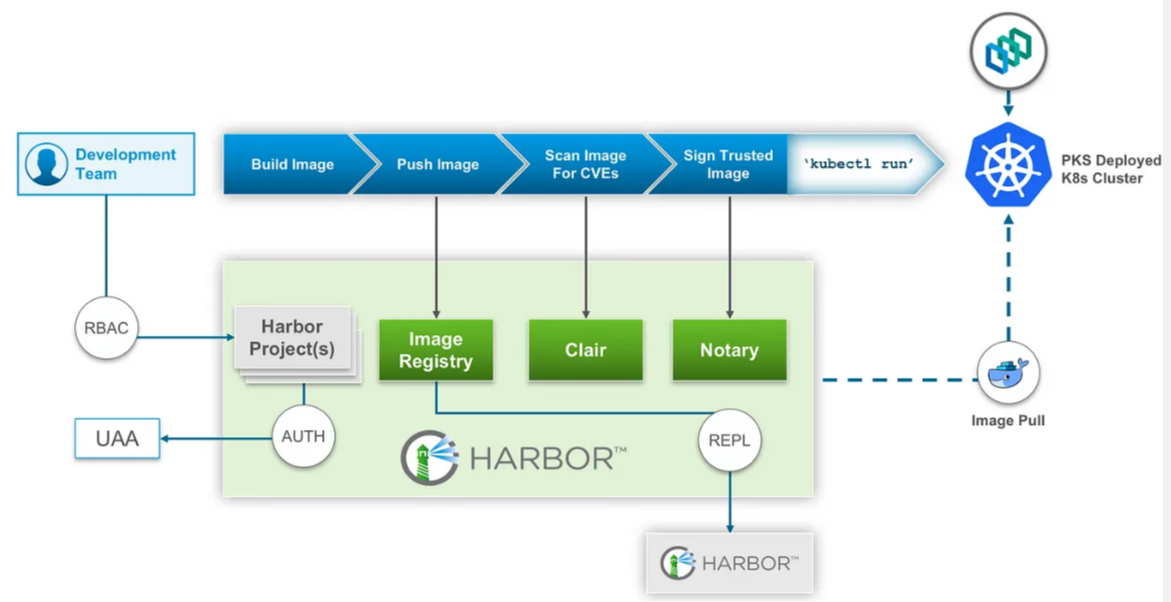 Development
Team
Build Image
Push Image
Scan Image
For CVEs
Sign Trusted
Image
‘kubectl run’
PKS Deployed
K8s Cluster
RBAC
Harbor
Project(s)
Image
Registry
Clair
Notary
Image Pull
UAA
AUTH
HARBOR™
REPL
HARBOR™